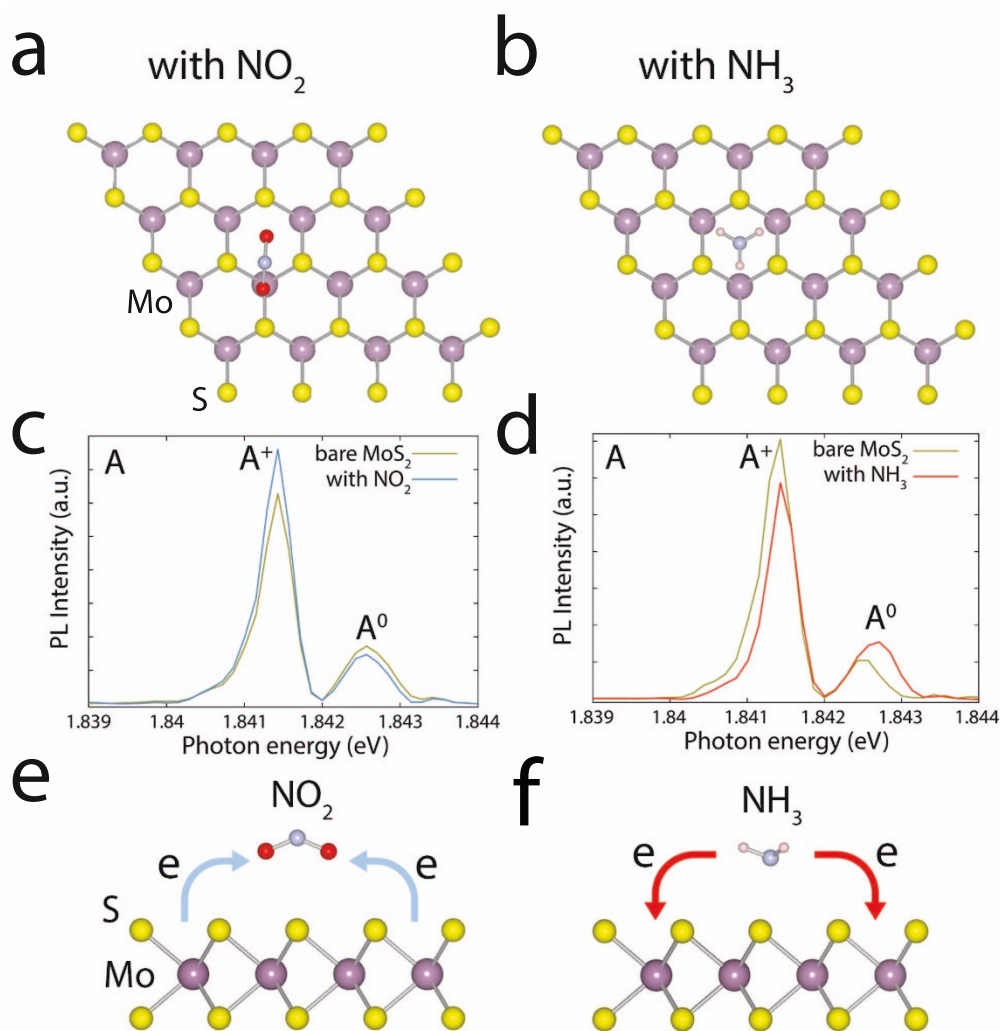 a
with NO₂
Mo
S
b
with NH₃
c
A
A⁺
bare MoS₂
with NO₂
A⁰
PL Intensity (a.u.)
1.839 1.84 1.841 1.842 1.843 1.844
Photon energy (eV)
d
A
A⁺
bare MoS₂
with NH₃
A⁰
PL Intensity (a.u.)
1.839 1.84 1.841 1.842 1.843 1.844
Photon energy (eV)
e
NO₂
e
e
S
Mo
f
NH₃
e
e